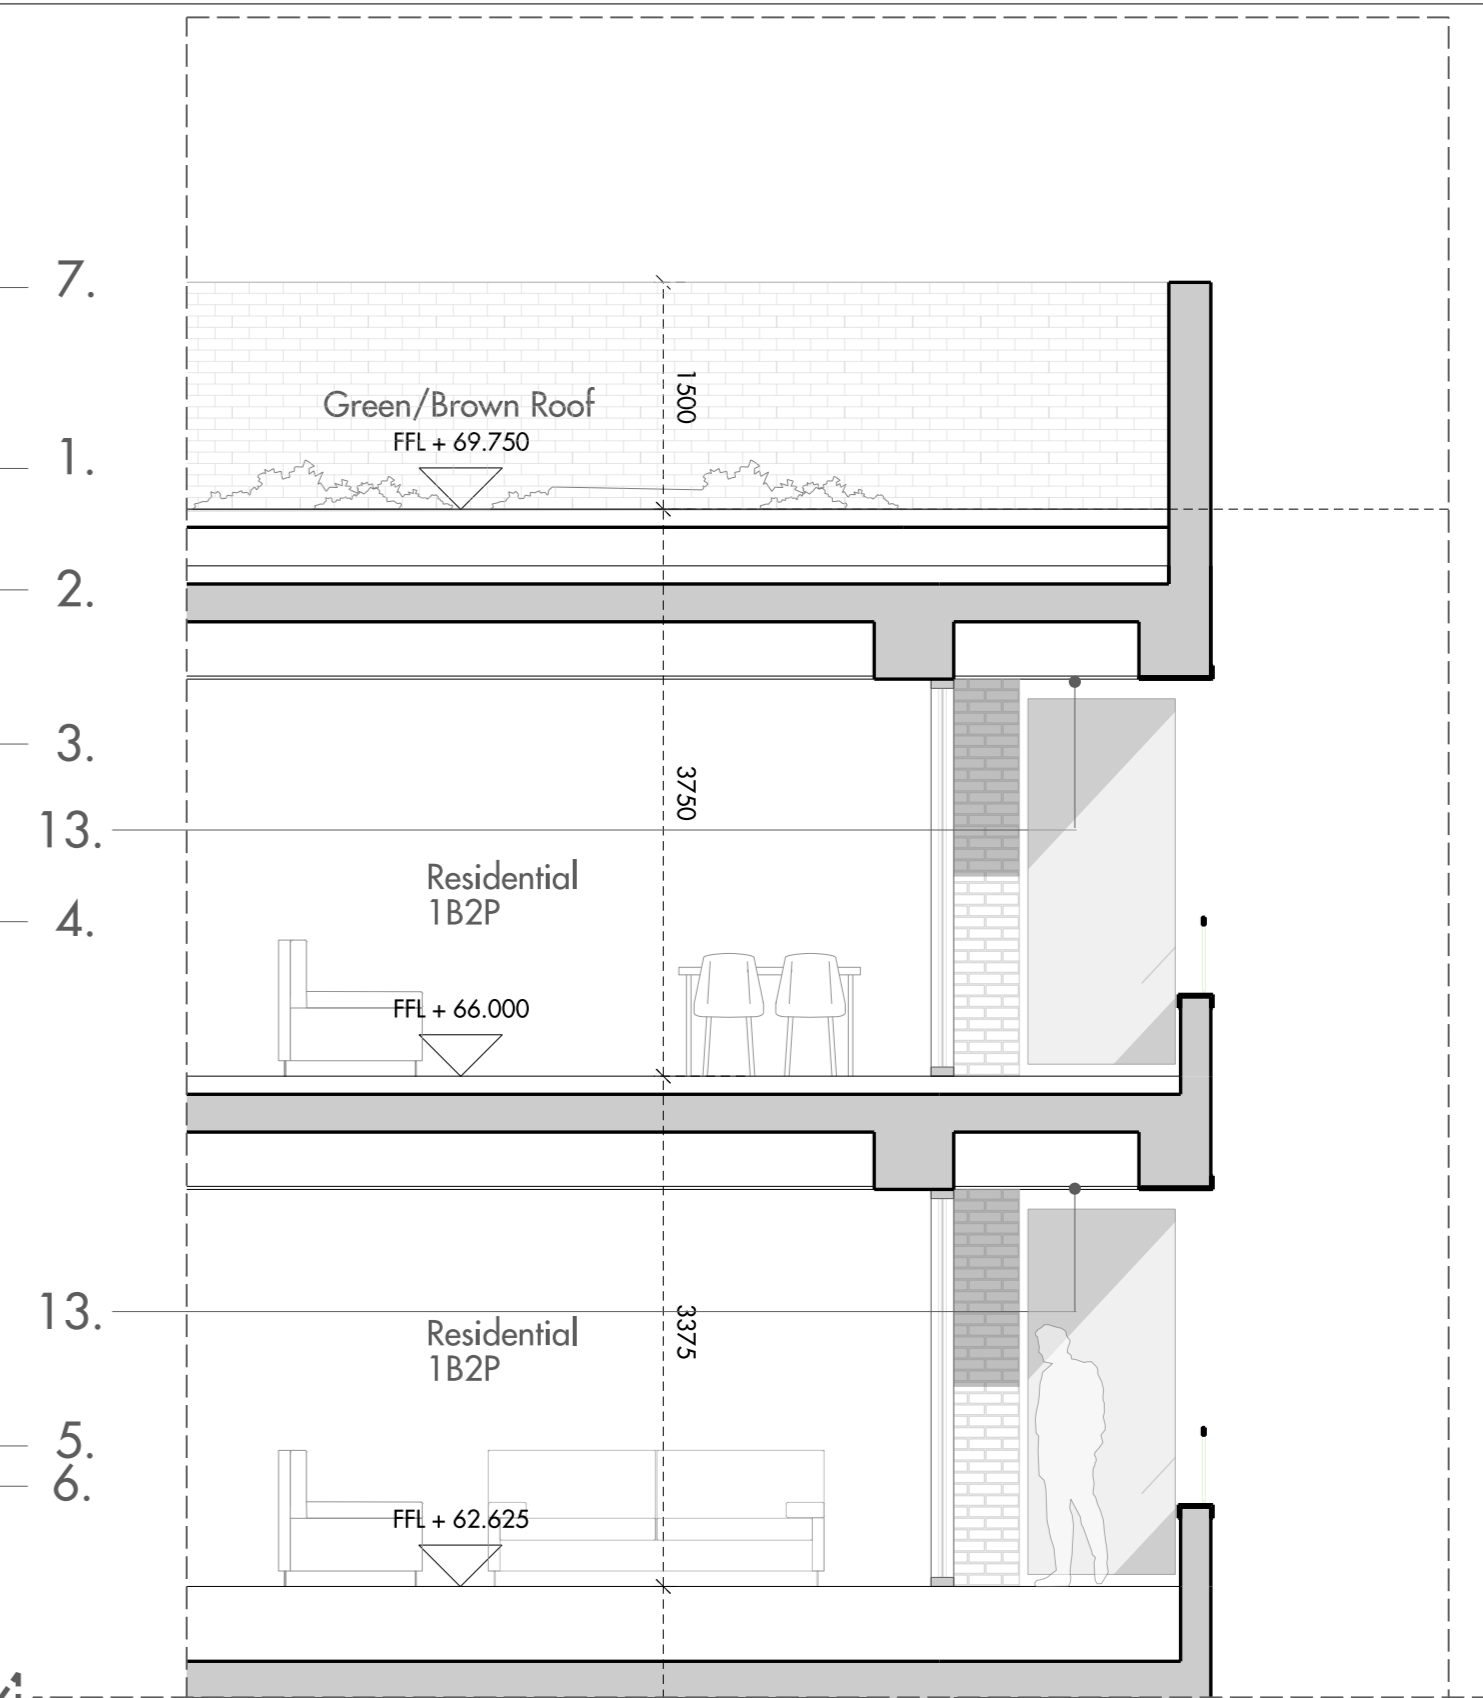 7.
1500
Green/Brown Roof
FFL + 69.750
1.
2.
3.
3750
13.
Residential
1B2P
4.
FFL + 66.000
13.
3375
Residential
1B2P
5.
6.
FFL + 62.625